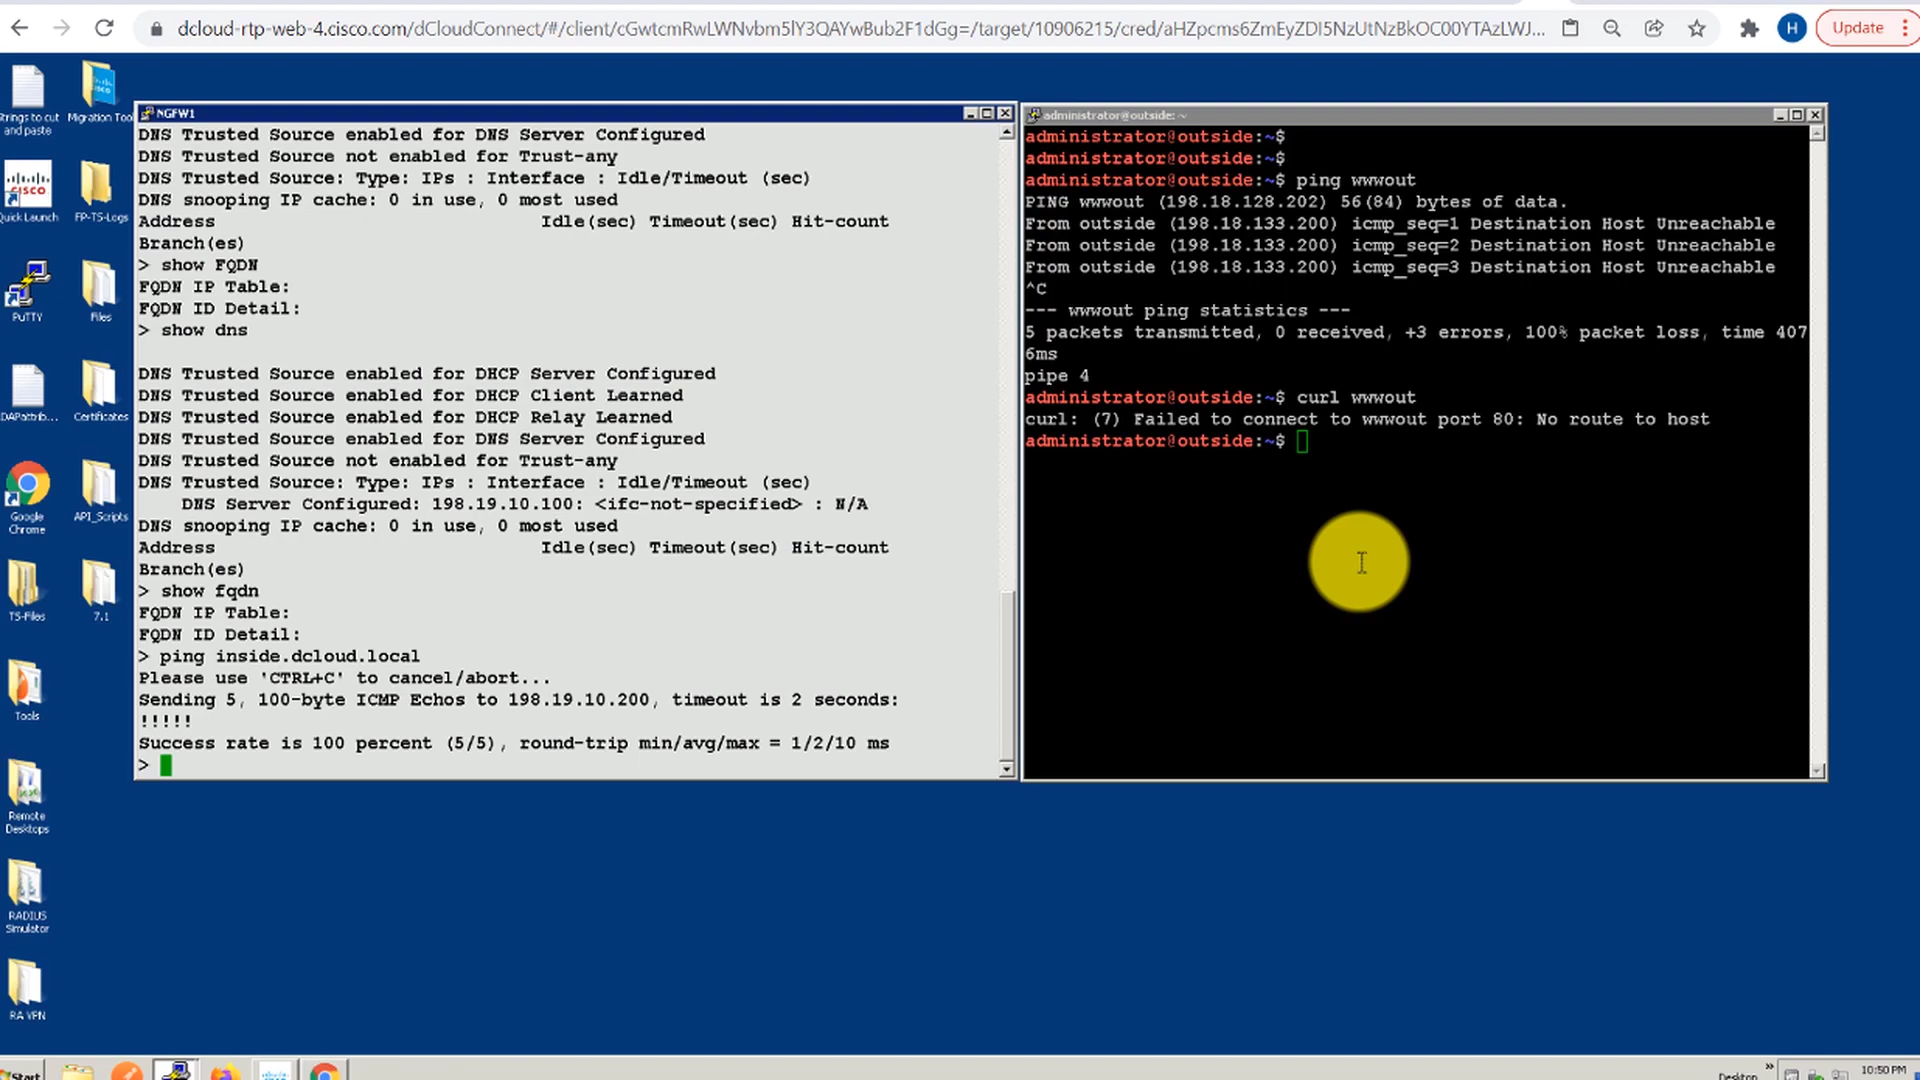 dcloud-rtp-web-4.cisco.com/dCloudConnect/#/client/cGwtcmRwLWNvbm5lY3QAYwBub2F1dGg=/target/10906215/cred/aHZpcms6ZmEyZDI5NzUtNzBkOC00YTAzLWJ...
H
Update
trings to cut
and paste
Migration Too
CISCO
Quick Launch
FP-TS-Logs
PuTTY
Files
DAPattrib...
Certificates
Google
Chrome
API_Scripts
TS-Files
7.1
Tools
Remote
Desktops
RADIUS
Simulator
RA VPN
NGFW1
DNS Trusted Source enabled for DNS Server Configured
DNS Trusted Source not enabled for Trust-any
DNS Trusted Source: Type: IPs : Interface : Idle/Timeout (sec)
DNS snooping IP cache: 0 in use, 0 most used
Address Idle(sec) Timeout(sec) Hit-count
Branch(es)
> show FQDN
FQDN IP Table:
FQDN ID Detail:
> show dns
DNS Trusted Source enabled for DHCP Server Configured
DNS Trusted Source enabled for DHCP Client Learned
DNS Trusted Source enabled for DHCP Relay Learned
DNS Trusted Source enabled for DNS Server Configured
DNS Trusted Source not enabled for Trust-any
DNS Trusted Source: Type: IPs : Interface : Idle/Timeout (sec)
DNS Server Configured: 198.19.10.100: <ifc-not-specified> : N/A
DNS snooping IP cache: 0 in use, 0 most used
Address Idle(sec) Timeout(sec) Hit-count
Branch(es)
> show fqdn
FQDN IP Table:
FQDN ID Detail:
> ping inside.dcloud.local
Please use 'CTRL+C' to cancel/abort...
Sending 5, 100-byte ICMP Echos to 198.19.10.200, timeout is 2 seconds:
!!!!!
Success rate is 100 percent (5/5), round-trip min/avg/max = 1/2/10 ms
>
administrator@outside: ~
administrator@outside:~$
administrator@outside:~$
administrator@outside:~$ ping wwwout
PING wwwout (198.18.128.202) 56(84) bytes of data.
From outside (198.18.133.200) icmp_seq=1 Destination Host Unreachable
From outside (198.18.133.200) icmp_seq=2 Destination Host Unreachable
From outside (198.18.133.200) icmp_seq=3 Destination Host Unreachable
^C
--- wwwout ping statistics ---
5 packets transmitted, 0 received, +3 errors, 100% packet loss, time 407
6ms
pipe 4
administrator@outside:~$ curl wwwout
curl: (7) Failed to connect to wwwout port 80: No route to host
administrator@outside:~$
Start
Desktop
»
10:50 PM